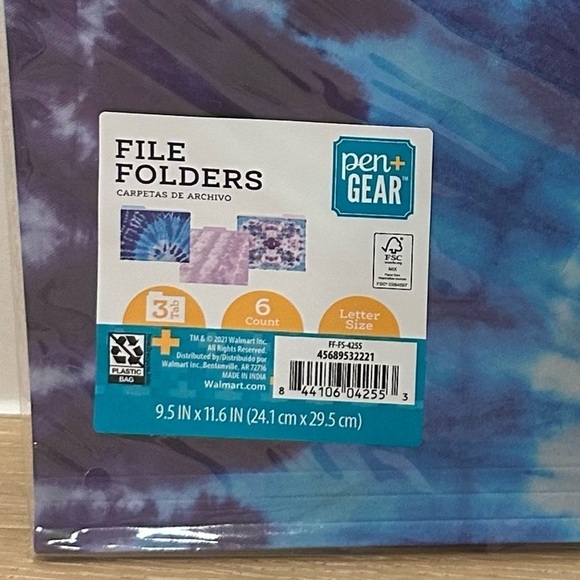 FILE
FOLDERS
CARPETAS DE ARCHIVO
pen+
GEAR™
FSC
MIX
3 Tab
6
Count
Letter
Size
PLASTIC
BAG
TM & © 2021 Walmart Inc.
All Rights Reserved.
Distributed by/Distribuido por
Walmart Inc., Bentonville, AR 72716
MADE IN INDIA
Walmart.com
FF-FS-4255
45689532221
8 44106 04255 3
9.5 IN x 11.6 IN (24.1 cm x 29.5 cm)